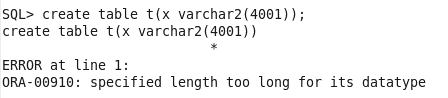 SQL> create table t(x varchar2(4001));
create table t(x varchar2(4001))
                         *
ERROR at line 1:
ORA-00910: specified length too long for its datatype